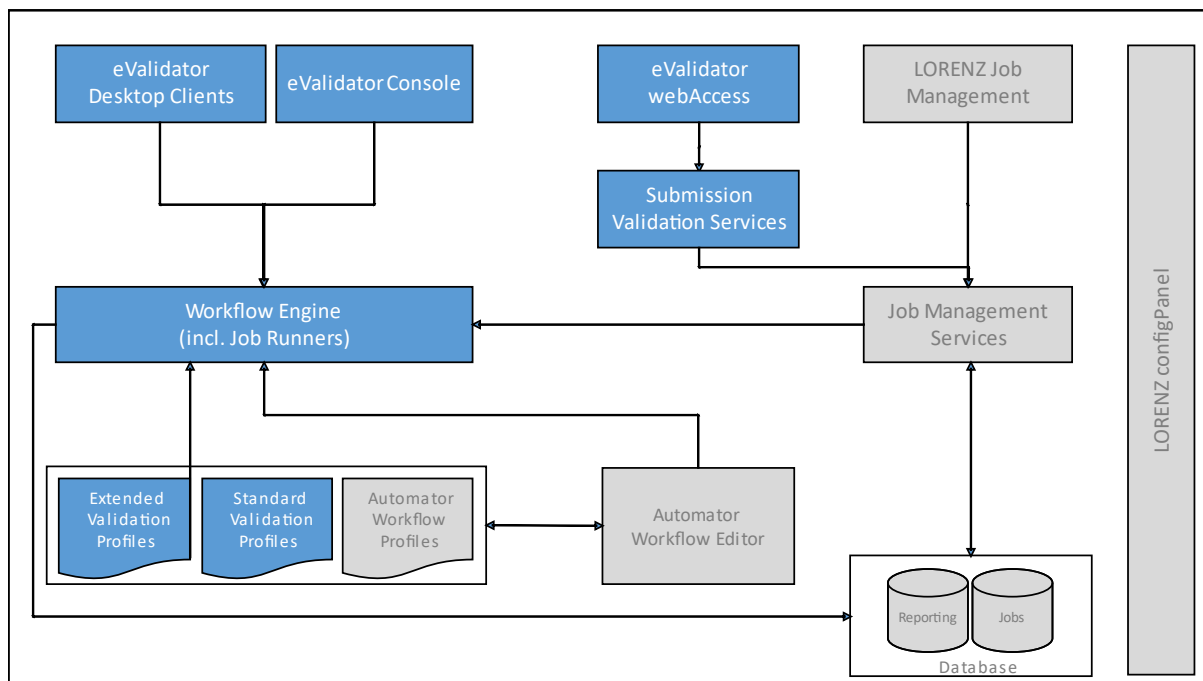 eValidator
Desktop Clients
eValidator Console
eValidator
webAccess
LORENZ Job
Management
Submission
Validation Services
Workflow Engine
(incl. Job Runners)
Job Management
Services
LORENZ configPanel
Extended
Validation
Profiles
Standard
Validation
Profiles
Automator
Workflow
Profiles
Automator
Workflow Editor
Reporting
Jobs
Database